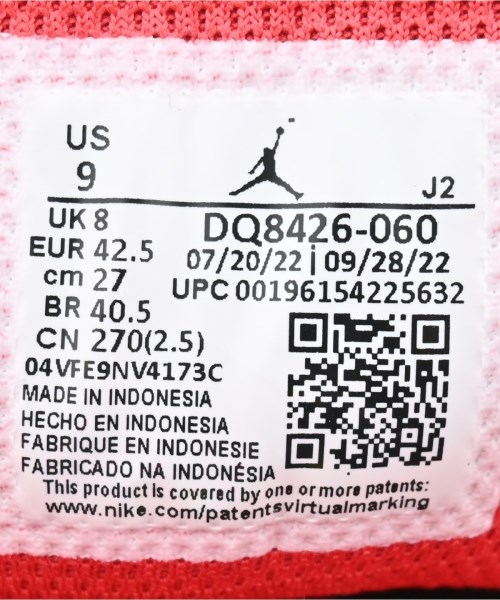 US
9
J2
UK 8
EUR 42.5
cm 27
BR 40.5
CN 270(2.5)
DQ8426-060
07/20/22 | 09/28/22
UPC 00196154225632
04VFE9NV4173C
MADE IN INDONESIA
HECHO EN INDONESIA
FABRIQUE EN INDONESIE
FABRICADO NA INDONÉSIA
This product is covered by one or more patents:
www.nike.com/patentsvirtualmarking